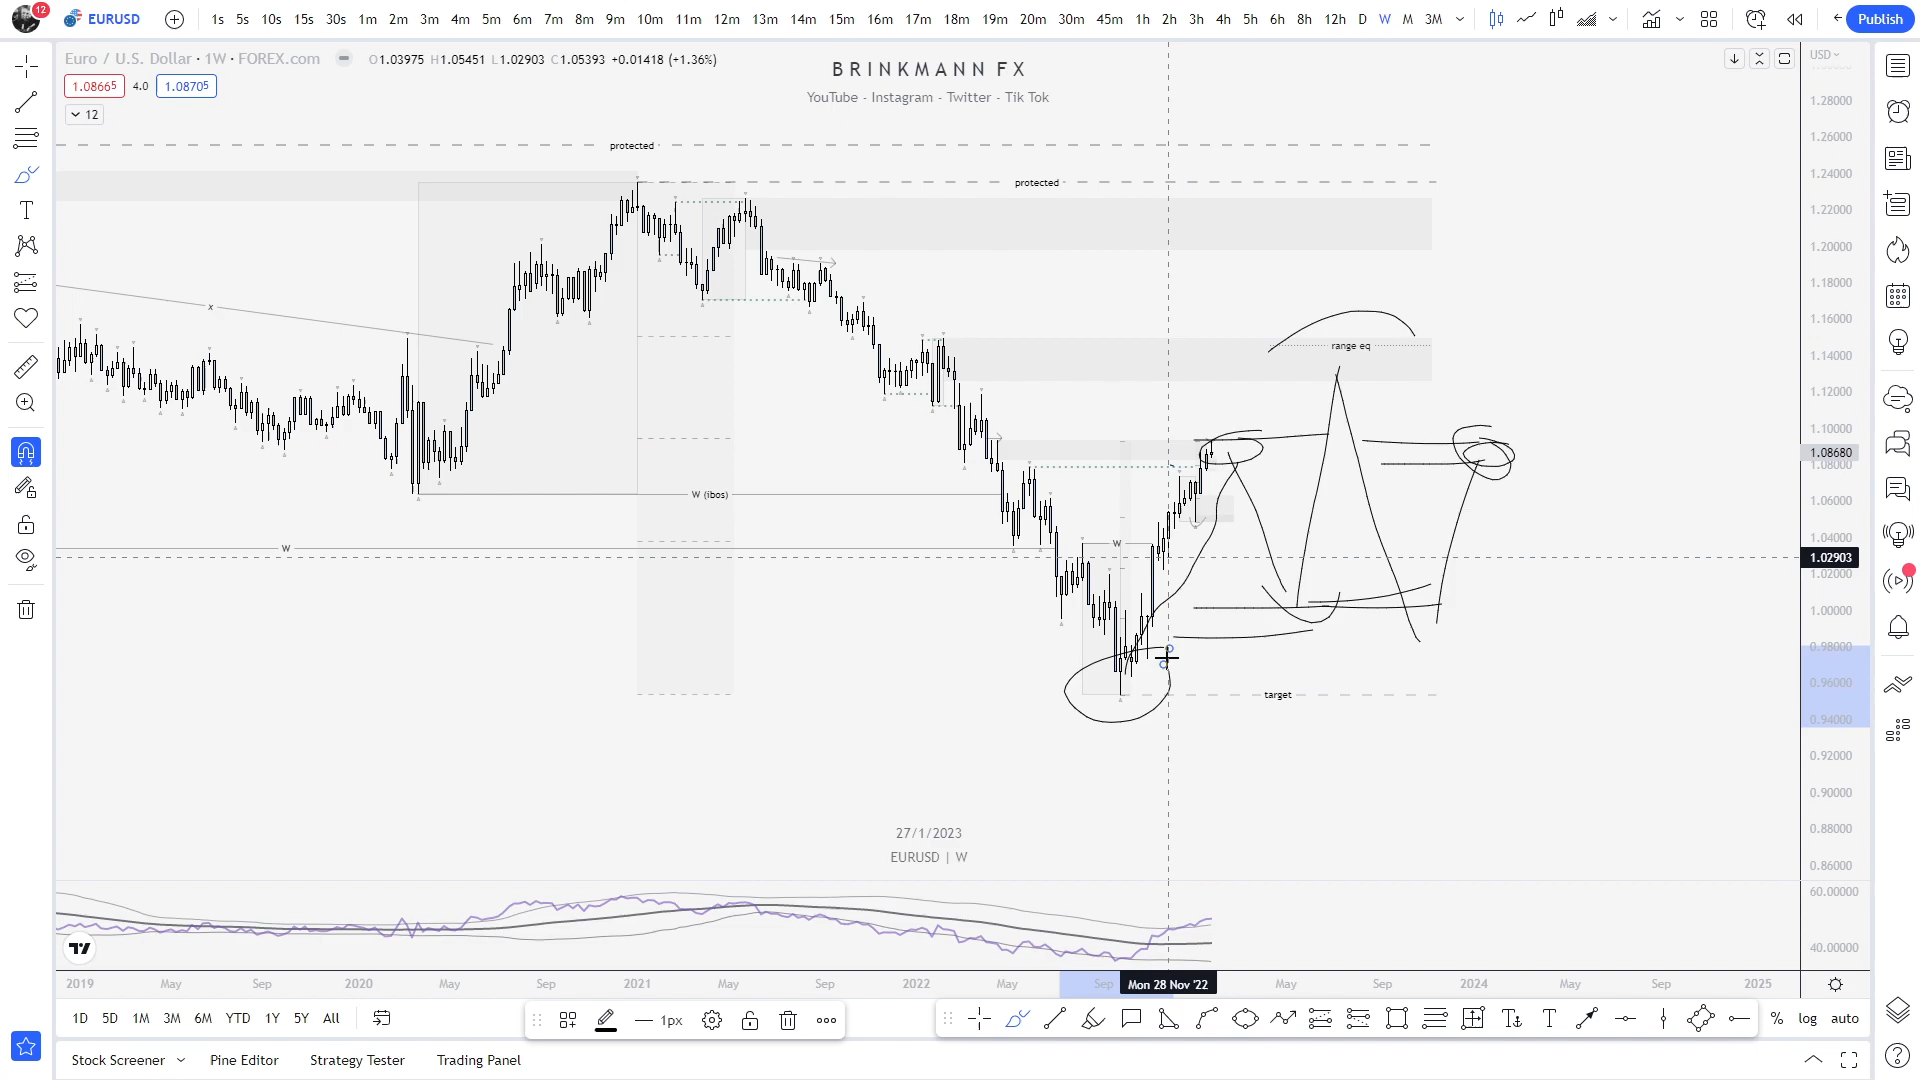 12
EURUSD
1s 5s 10s 15s 30s 1m 2m 3m 4m 5m 6m 7m 8m 9m 10m 11m 12m 13m 14m 15m 16m 17m 18m 19m 20m 30m 45m 1h 2h 3h 4h 5h 6h 8h 12h D W M 3M
Publish
Euro / U.S. Dollar · 1W · FOREX.com
O1.03975 H1.05451 L1.02903 C1.05393 +0.01418 (+1.36%)
1.08665 4.0 1.08705
12
BRINKMANN FX
YouTube - Instagram - Twitter - Tik Tok
USD
1.28000
1.26000
1.24000
1.22000
1.20000
1.18000
1.16000
1.14000
1.12000
1.10000
1.08680
1.08000
1.06000
1.04000
1.02903
1.02000
1.00000
0.98000
0.96000
0.94000
0.92000
0.90000
0.88000
0.86000
60.00000
40.00000
protected
protected
x
range eq
W (ibos)
W
W
target
27/1/2023
EURUSD | W
2019 May Sep 2020 May Sep 2021 May Sep 2022 May Sep Mon 28 Nov '22 May Sep 2024 May Sep 2025
1D 5D 1M 3M 6M YTD 1Y 5Y All
1px
% log auto
Stock Screener Pine Editor Strategy Tester Trading Panel